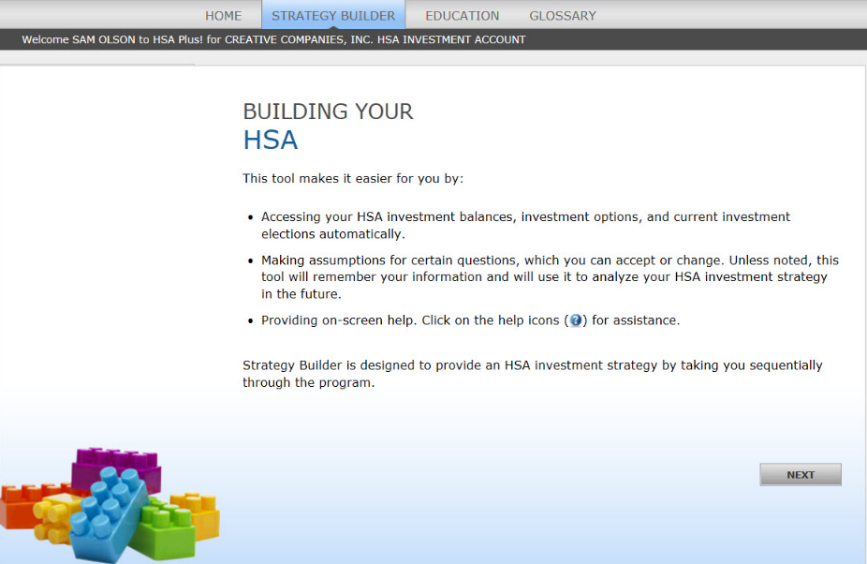 HOME STRATEGY BUILDER EDUCATION GLOSSARY
Welcome SAM OLSON to HSA Plus! for CREATIVE COMPANIES, INC. HSA INVESTMENT ACCOUNT
BUILDING YOUR
HSA
This tool makes it easier for you by:
• Accessing your HSA investment balances, investment options, and current investment
elections automatically.
• Making assumptions for certain questions, which you can accept or change. Unless noted, this
tool will remember your information and will use it to analyze your HSA investment strategy
in the future.
• Providing on-screen help. Click on the help icons (?) for assistance.
Strategy Builder is designed to provide an HSA investment strategy by taking you sequentially
through the program.
NEXT